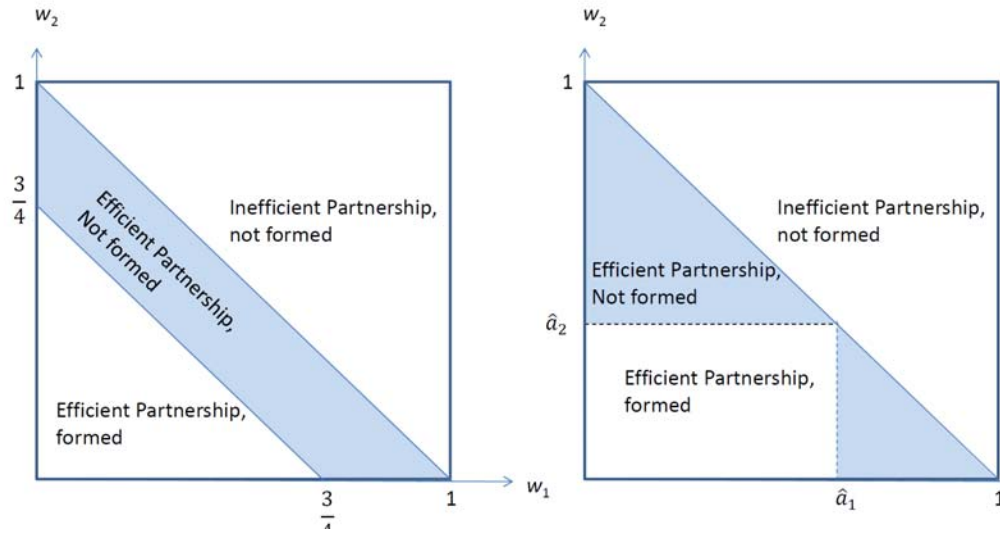 w₂
1
3
4
Efficient Partnership,
Not formed
Inefficient Partnership,
not formed
Efficient Partnership,
formed
3
4
1
w₁
w₂
1
Inefficient Partnership,
not formed
Efficient Partnership,
Not formed
â₂
Efficient Partnership,
formed
â₁
1